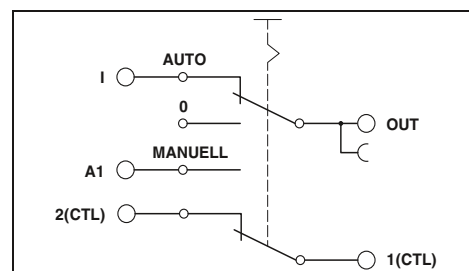 AUTO
I
0
OUT
MANUELL
A1
2(CTL)
1(CTL)